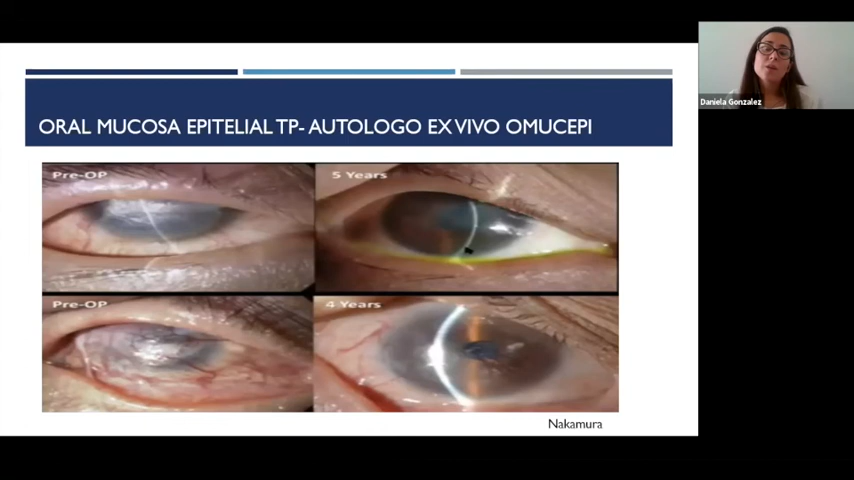 ORAL MUCOSA EPITELIAL TP- AUTOLOGO EX VIVO OMUCEPI
Pre-OP
5 Years
Pre-OP
4 Years
Nakamura
Daniela Gonzalez